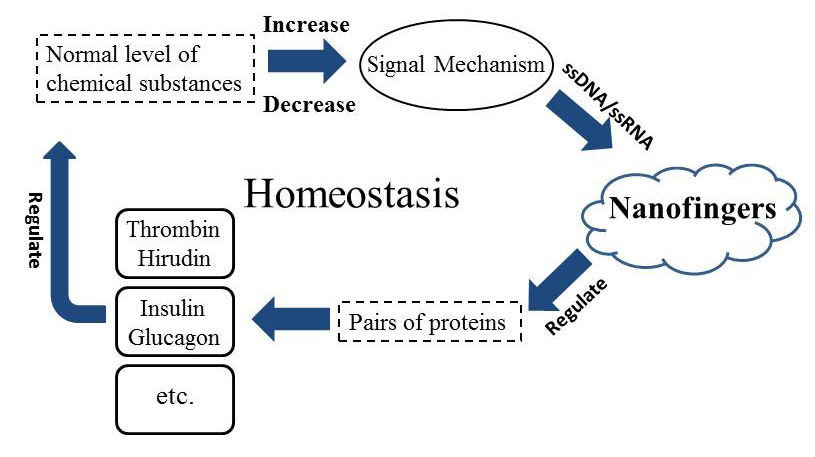 Increase
Normal level of
chemical substances
Signal Mechanism
Decrease
ssDNA/ssRNA
Homeostasis
Nanofingers
Regulate
Thrombin
Hirudin
Insulin
Glucagon
Pairs of proteins
Regulate
etc.